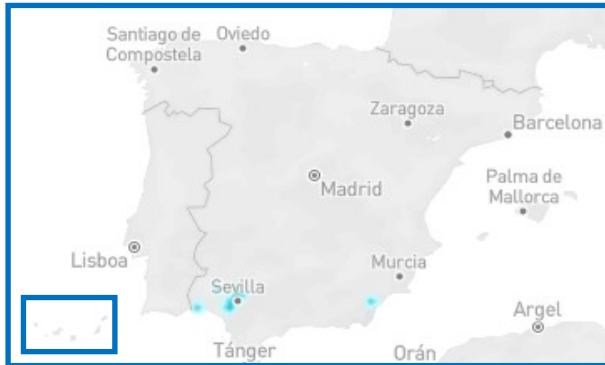 Santiago de
Compostela
Oviedo
Zaragoza
Barcelona
Madrid
Palma de
Mallorca
Lisboa
Sevilla
Murcia
Argel
Tánger
Orán